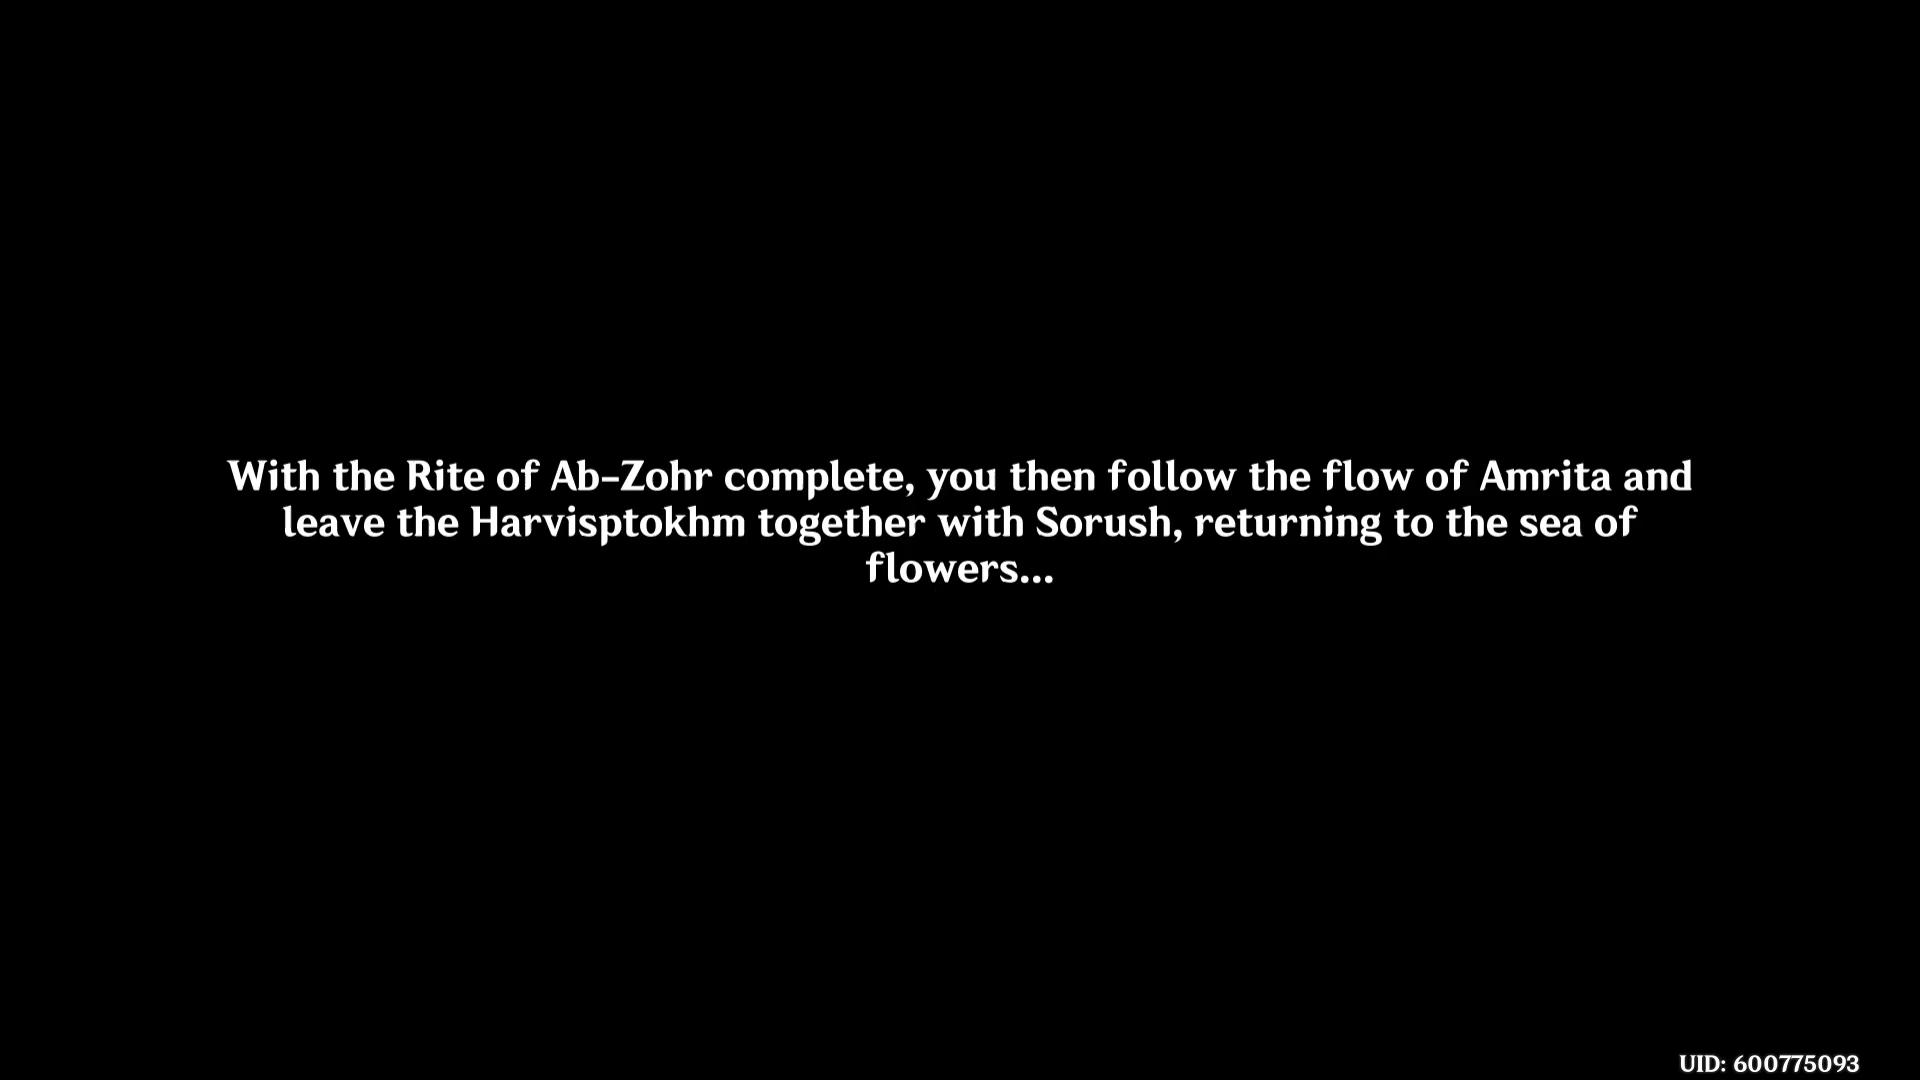 With the Rite of Ab-Zohr complete, you then follow the flow of Amrita and
leave the Harvisptokhm together with Sorush, returning to the sea of
flowers...
UID: 600775093